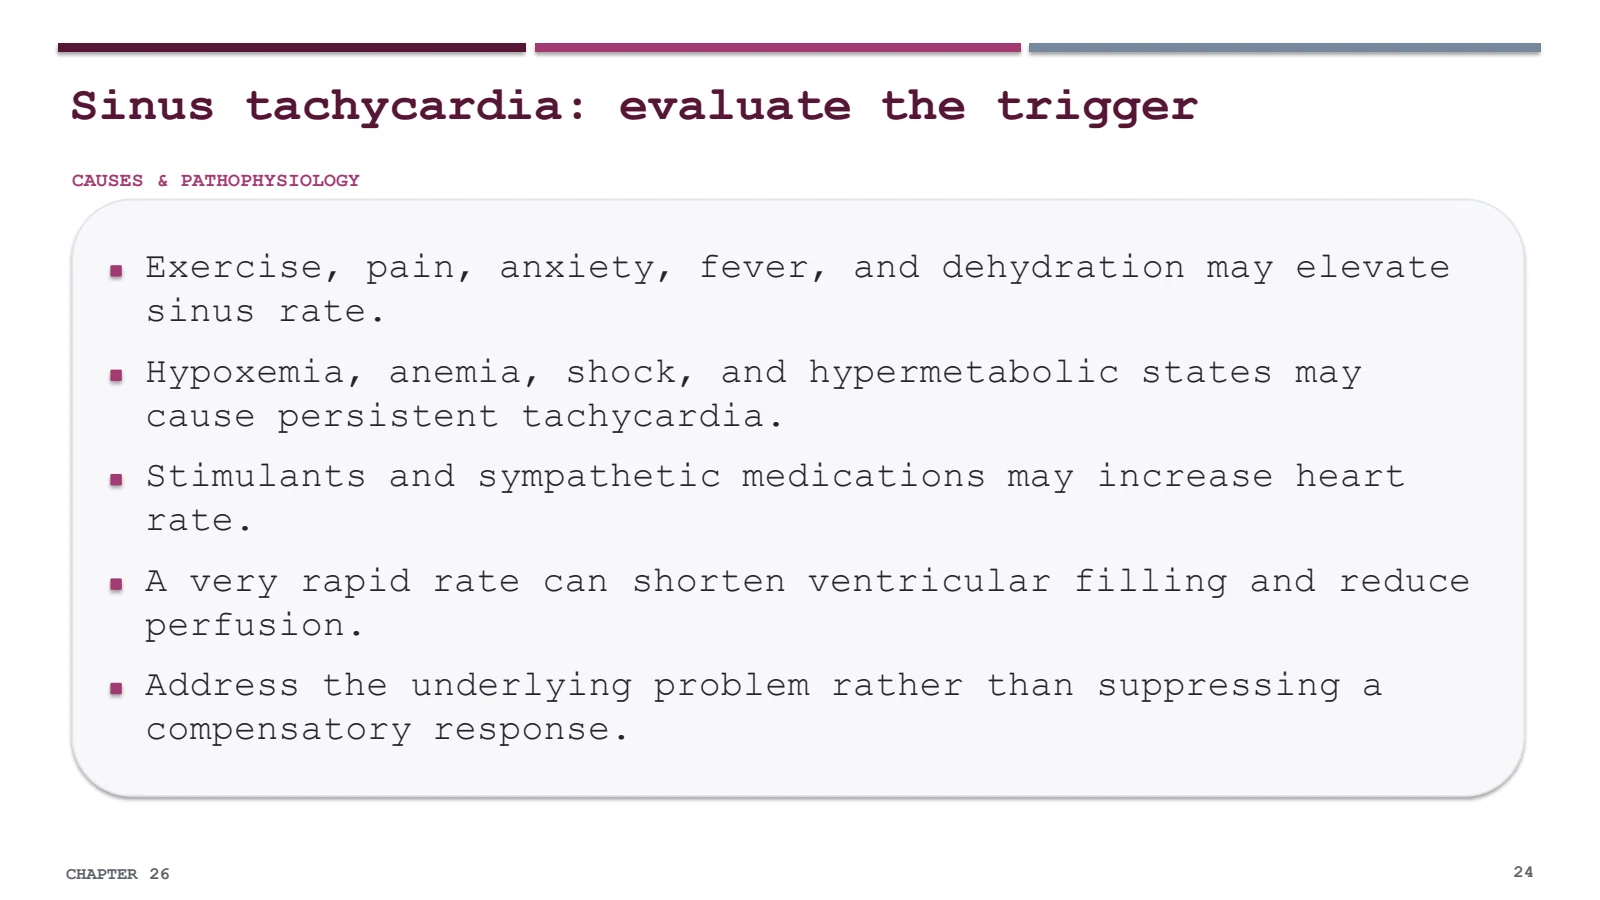 Sinus tachycardia: evaluate the trigger
CAUSES & PATHOPHYSIOLOGY
▪ Exercise, pain, anxiety, fever, and dehydration may elevate
sinus rate.
▪ Hypoxemia, anemia, shock, and hypermetabolic states may
cause persistent tachycardia.
▪ Stimulants and sympathetic medications may increase heart
rate.
▪ A very rapid rate can shorten ventricular filling and reduce
perfusion.
▪ Address the underlying problem rather than suppressing a
compensatory response.
CHAPTER 26
24